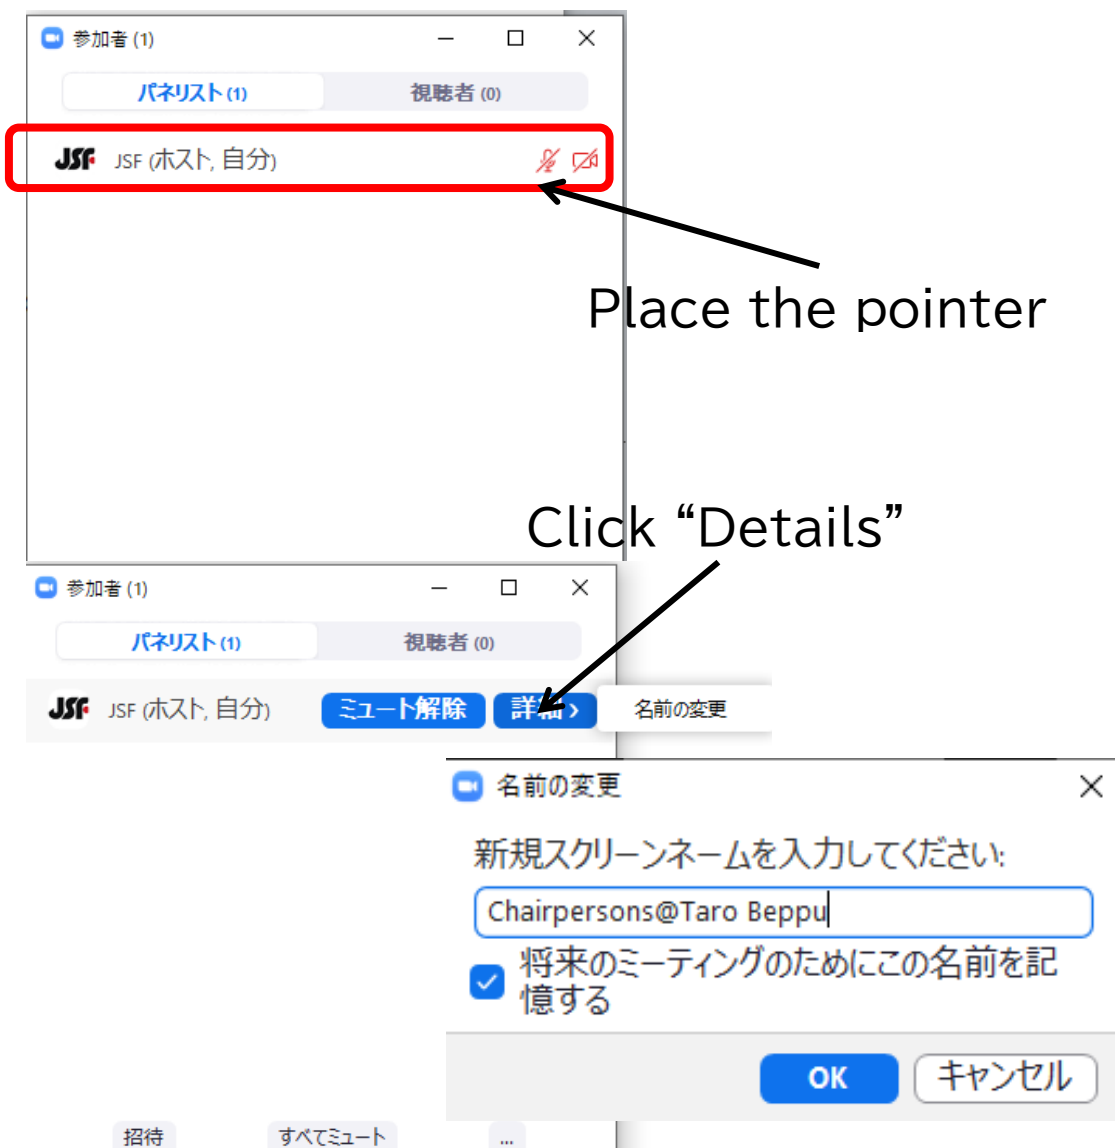 参加者 (1)
パネリスト (1) 視聴者 (0)
JSF JSF (ホスト, 自分)
Place the pointer
Click “Details”
参加者 (1)
パネリスト (1) 視聴者 (0)
JSF JSF (ホスト, 自分) ミュート解除 詳細 > 名前の変更
名前の変更
新規スクリーンネームを入力してください:
Chairpersons@Taro Beppu
将来のミーティングのためにこの名前を記
憶する
OK キャンセル
招待 すべてミュート ...